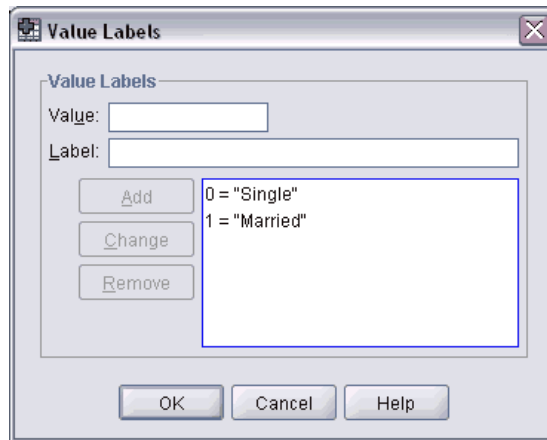 Value Labels
Value Labels
Value:
Label:
Add
0 = "Single"
1 = "Married"
Change
Remove
OK Cancel Help